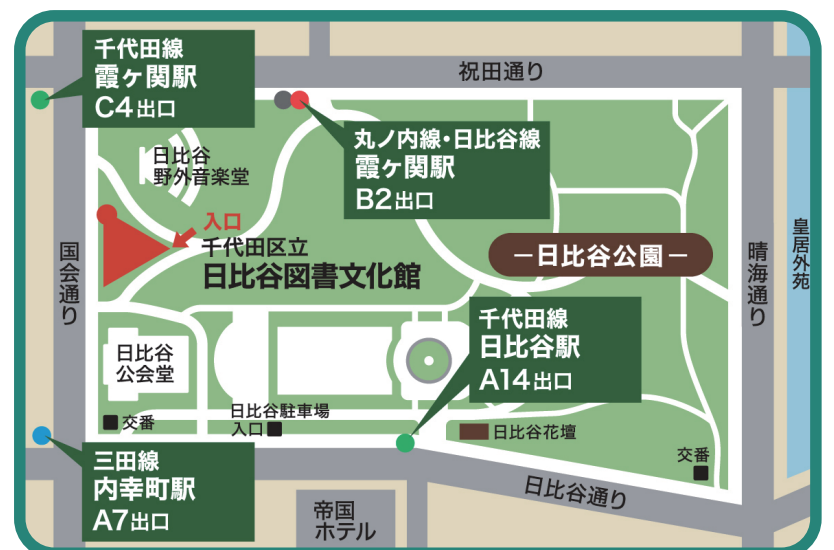 千代田線
霞ヶ関駅
C4出口
祝田通り
丸ノ内線・日比谷線
霞ヶ関駅
B2出口
日比谷
野外音楽堂
入口
千代田区立
日比谷図書文化館
－日比谷公園－
国会通り
晴海通り
皇居外苑
千代田線
日比谷駅
A14出口
日比谷
公会堂
交番
日比谷駐車場
入口
日比谷花壇
交番
三田線
内幸町駅
A7出口
日比谷通り
帝国
ホテル